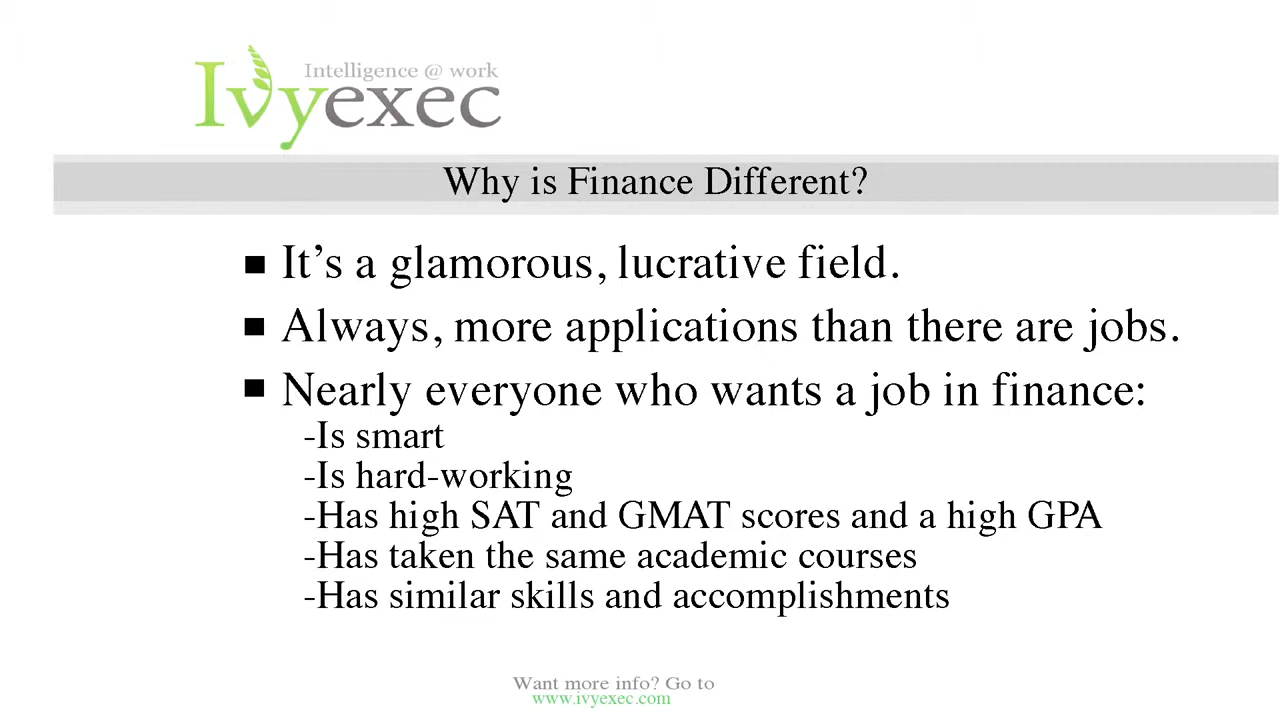 Intelligence @ work
Ivyexec
Why is Finance Different?
■ It's a glamorous, lucrative field.
■ Always, more applications than there are jobs.
■ Nearly everyone who wants a job in finance:
-Is smart
-Is hard-working
-Has high SAT and GMAT scores and a high GPA
-Has taken the same academic courses
-Has similar skills and accomplishments
Want more info? Go to
www.ivyexec.com